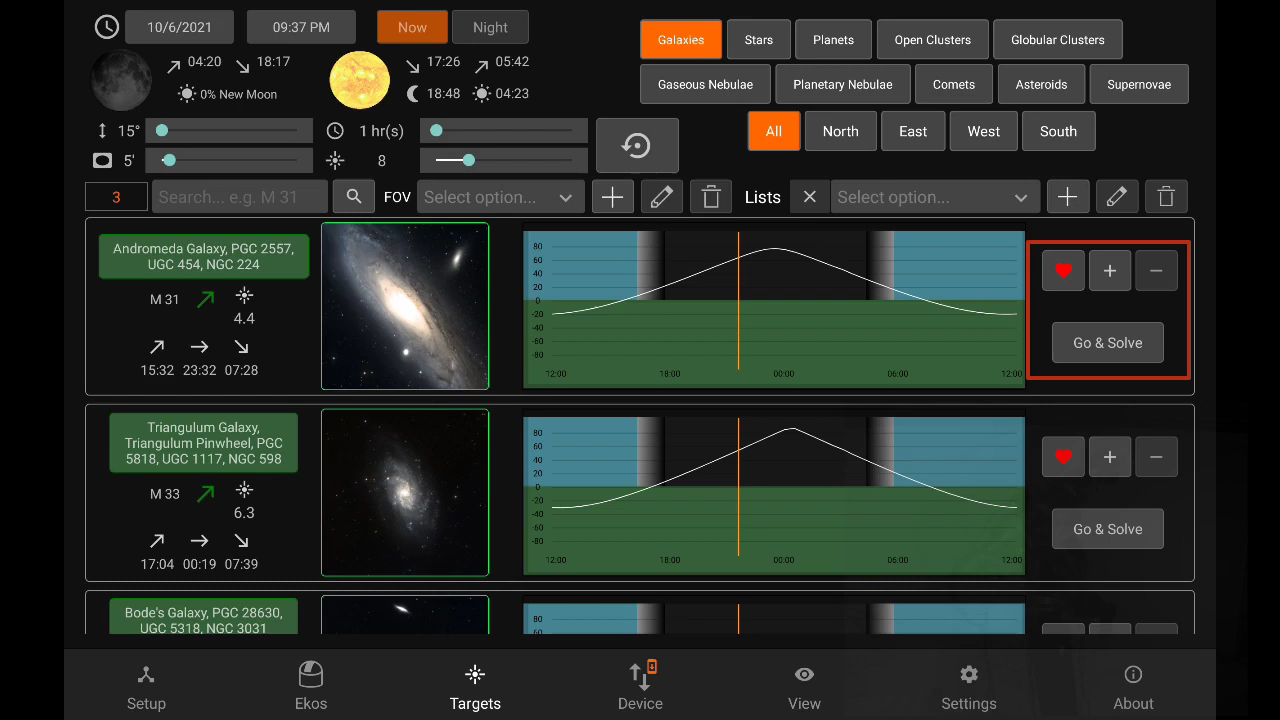 10/6/2021 09:37 PM Now Night
Galaxies Stars Planets Open Clusters Globular Clusters
04:20 18:17 17:26 05:42
0% New Moon 18:48 04:23
Gaseous Nebulae Planetary Nebulae Comets Asteroids Supernovae
15° 1 hr(s)
All North East West South
5' 8
3 Search... e.g. M 31 FOV Select option... Lists Select option...
Andromeda Galaxy, PGC 2557,
UGC 454, NGC 224
M 31
4.4
15:32 23:32 07:28
80
60
40
20
0
-20
-40
-60
-80
12:00 18:00 00:00 06:00 12:00
Go & Solve
Triangulum Galaxy,
Triangulum Pinwheel, PGC
5818, UGC 1117, NGC 598
M 33
6.3
17:04 00:19 07:39
80
60
40
20
0
-20
-40
-60
-80
12:00 18:00 00:00 06:00 12:00
Go & Solve
Bode's Galaxy, PGC 28630,
UGC 5318, NGC 3031
80
60
Setup Ekos Targets Device View Settings About